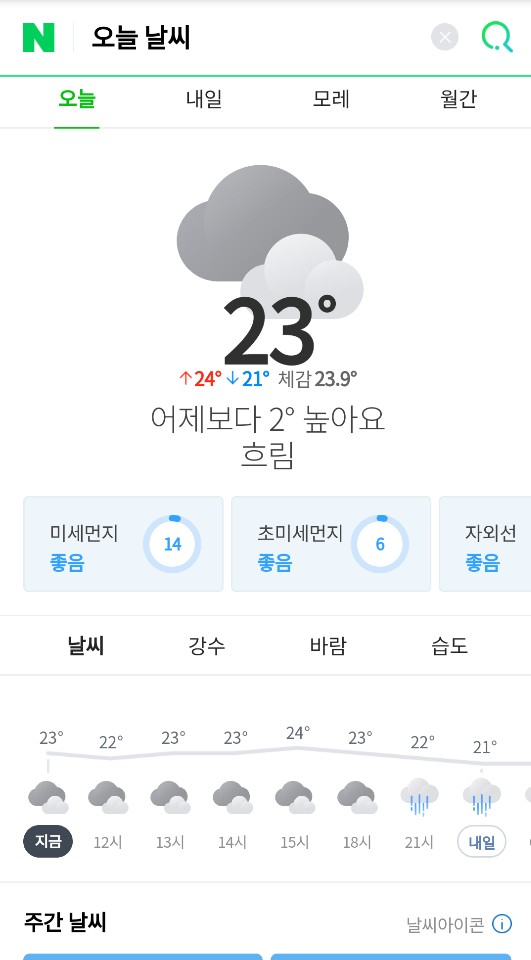 N 오늘 날씨
오늘 내일 모레 월간
23°
↑24° ↓21° 체감 23.9°
어제보다 2° 높아요
흐림
미세먼지 좋음 14
초미세먼지 좋음 6
자외선 좋음
날씨 강수 바람 습도
23° 22° 23° 23° 24° 23° 22° 21°
지금 12시 13시 14시 15시 18시 21시 내일
주간 날씨 날씨아이콘